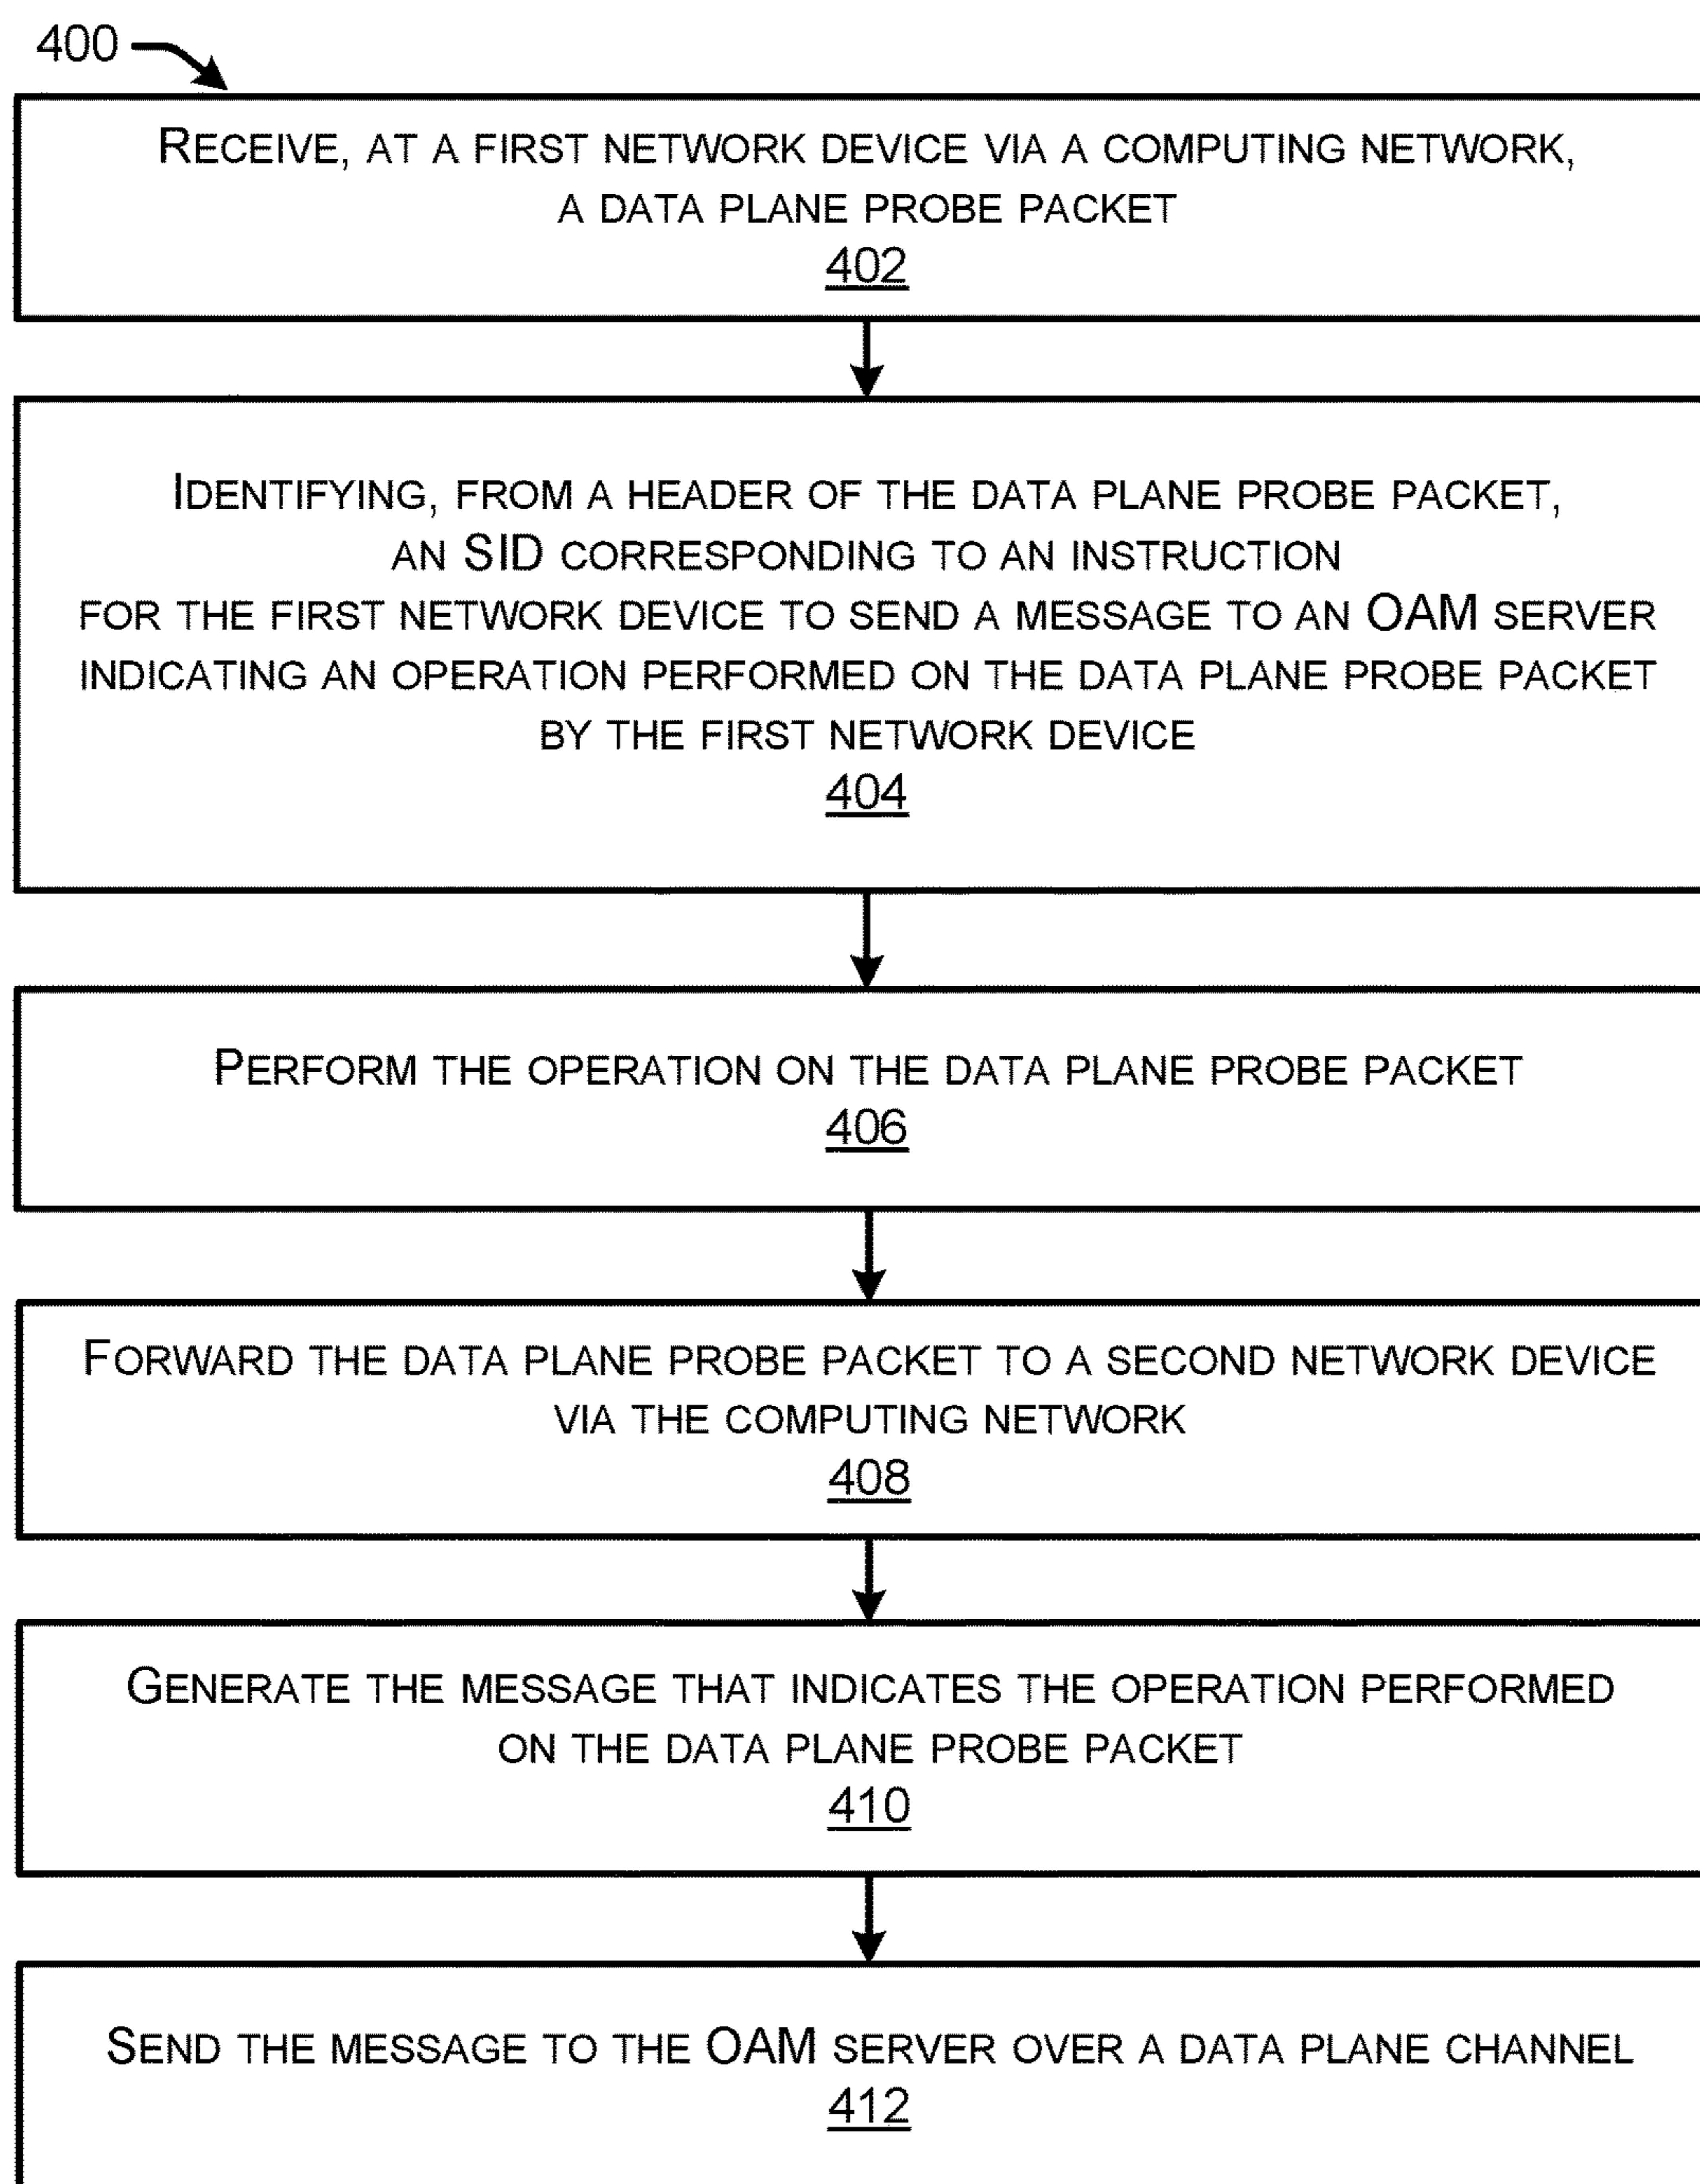 400
RECEIVE, AT A FIRST NETWORK DEVICE VIA A COMPUTING NETWORK,
A DATA PLANE PROBE PACKET
402
IDENTIFYING, FROM A HEADER OF THE DATA PLANE PROBE PACKET,
AN SID CORRESPONDING TO AN INSTRUCTION
FOR THE FIRST NETWORK DEVICE TO SEND A MESSAGE TO AN OAM SERVER
INDICATING AN OPERATION PERFORMED ON THE DATA PLANE PROBE PACKET
BY THE FIRST NETWORK DEVICE
404
PERFORM THE OPERATION ON THE DATA PLANE PROBE PACKET
406
FORWARD THE DATA PLANE PROBE PACKET TO A SECOND NETWORK DEVICE
VIA THE COMPUTING NETWORK
408
GENERATE THE MESSAGE THAT INDICATES THE OPERATION PERFORMED
ON THE DATA PLANE PROBE PACKET
410
SEND THE MESSAGE TO THE OAM SERVER OVER A DATA PLANE CHANNEL
412